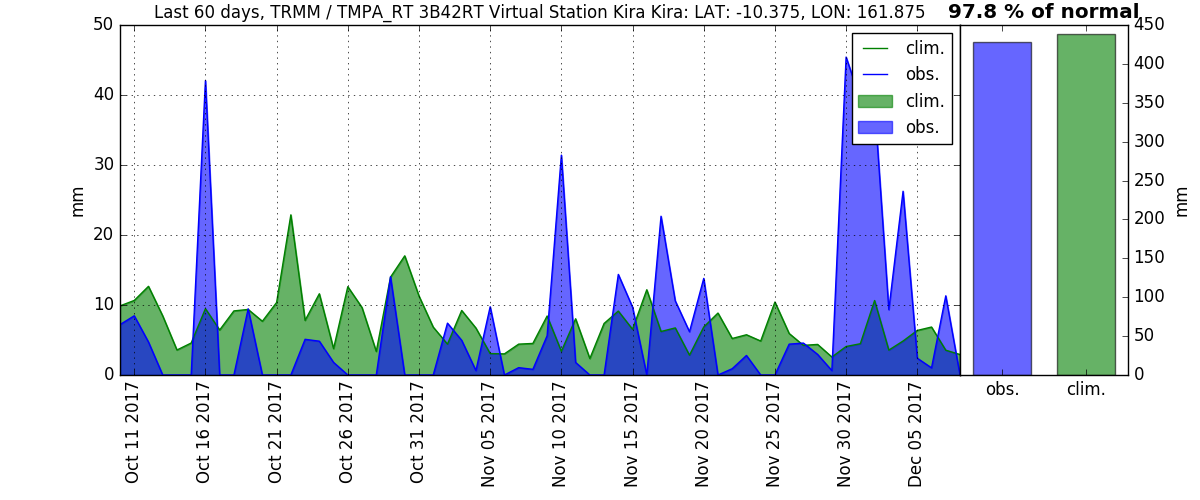 Last 60 days, TRMM / TMPA_RT 3B42RT Virtual Station Kira Kira: LAT: -10.375, LON: 161.875
97.8 % of normal
50
40
30
20
10
0
mm
clim.
obs.
clim.
obs.
450
400
350
300
250
200
150
100
50
0
mm
obs.
clim.
Oct 11 2017
Oct 16 2017
Oct 21 2017
Oct 26 2017
Oct 31 2017
Nov 05 2017
Nov 10 2017
Nov 15 2017
Nov 20 2017
Nov 25 2017
Nov 30 2017
Dec 05 2017